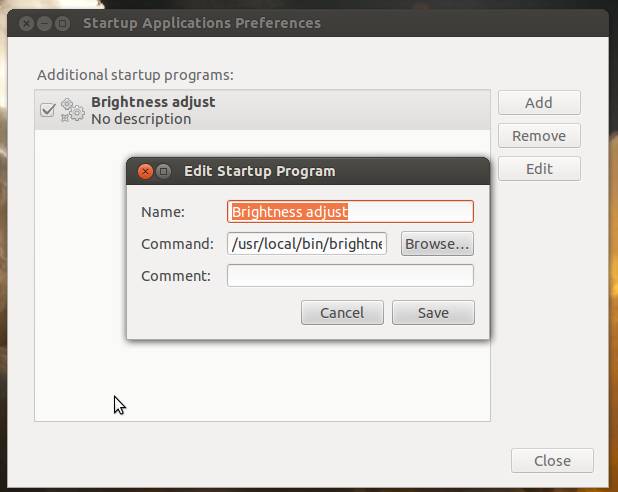 Startup Applications Preferences
Additional startup programs:
Brightness adjust
No description
Add
Remove
Edit
Edit Startup Program
Name: Brightness adjust
Command: /usr/local/bin/brightne Browse...
Comment:
Cancel Save
Close